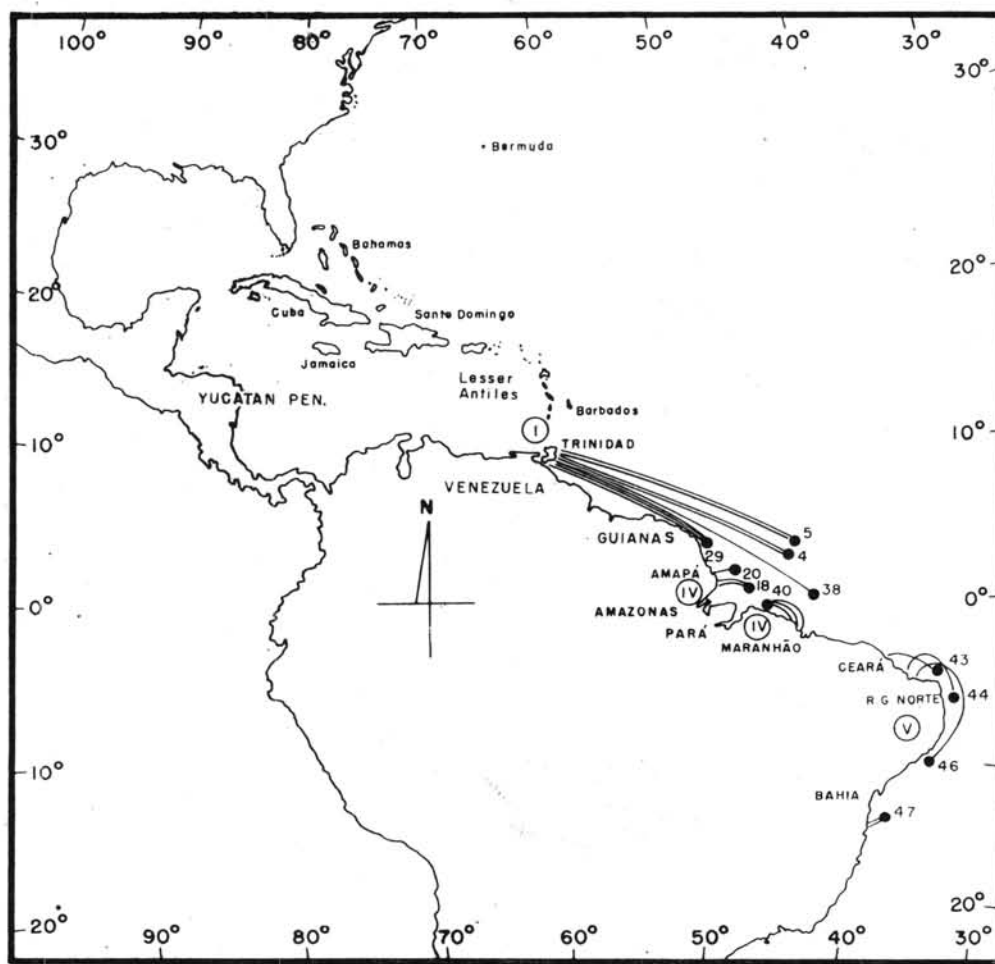 100° 90° 80° 70° 60° 50° 40° 30°
30°
30°
Bermuda
Bahamas
20°
20°
Cuba
Santo Domingo
Jamaica
Lesser
Antiles
YUCATAN PEN.
Barbados
I
10°
10°
TRINIDAD
VENEZUELA
N
5
GUIANAS
4
29
AMAPÁ
20
18
40
38
IV
0°
0°
AMAZONAS
IV
PARÁ
MARANHÃO
CEARÁ
43
R.G. NORTE
44
V
46
10°
BAHIA
47
20°
20°
90° 80° 70° 60° 50° 40° 30°